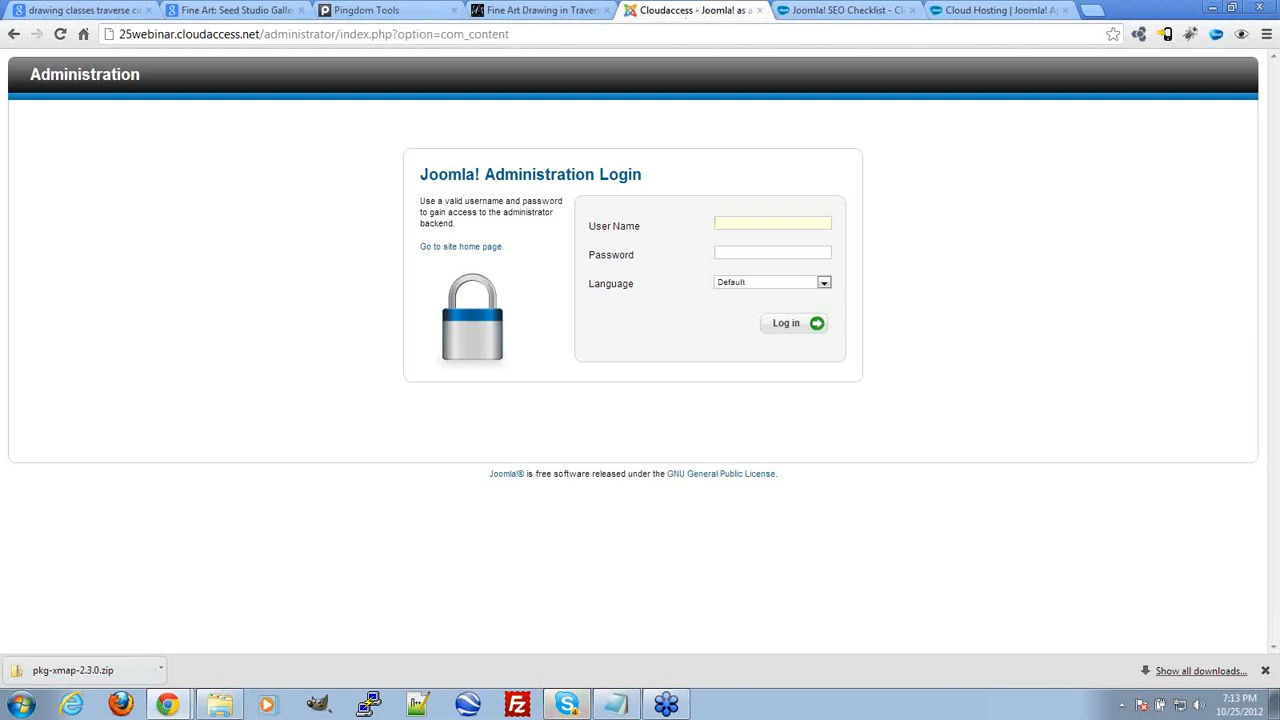 drawing classes traverse ci
Fine Art: Seed Studio Galle
Pingdom Tools
Fine Art Drawing in Traver
Cloudaccess - Joomla! as a
Joomla! SEO Checklist - Cl
Cloud Hosting | Joomla! Ap
25webinar.cloudaccess.net/administrator/index.php?option=com_content
Administration
Joomla! Administration Login
Use a valid username and password
to gain access to the administrator
backend.
Go to site home page.
User Name
Password
Language
Default
Log in
Joomla!® is free software released under the GNU General Public License.
pkg-xmap-2.3.0.zip
Show all downloads...
7:13 PM
10/25/2012